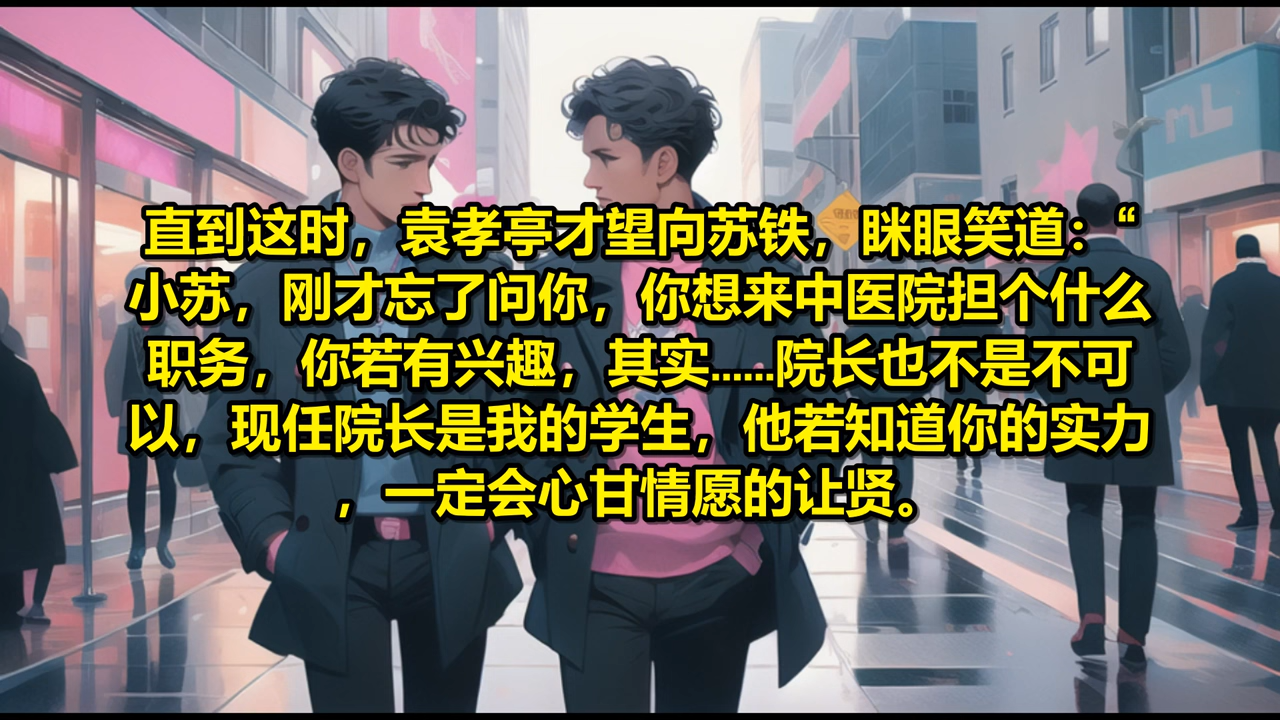 直到这时，袁孝亭才望向苏铁，眯眼笑道：“
小苏，刚才忘了问你，你想来中医院担个什么
职务，你若有兴趣，其实......院长也不是不可
以，现任院长是我的学生，他若知道你的实力
，一定会心甘情愿的让贤。
mL